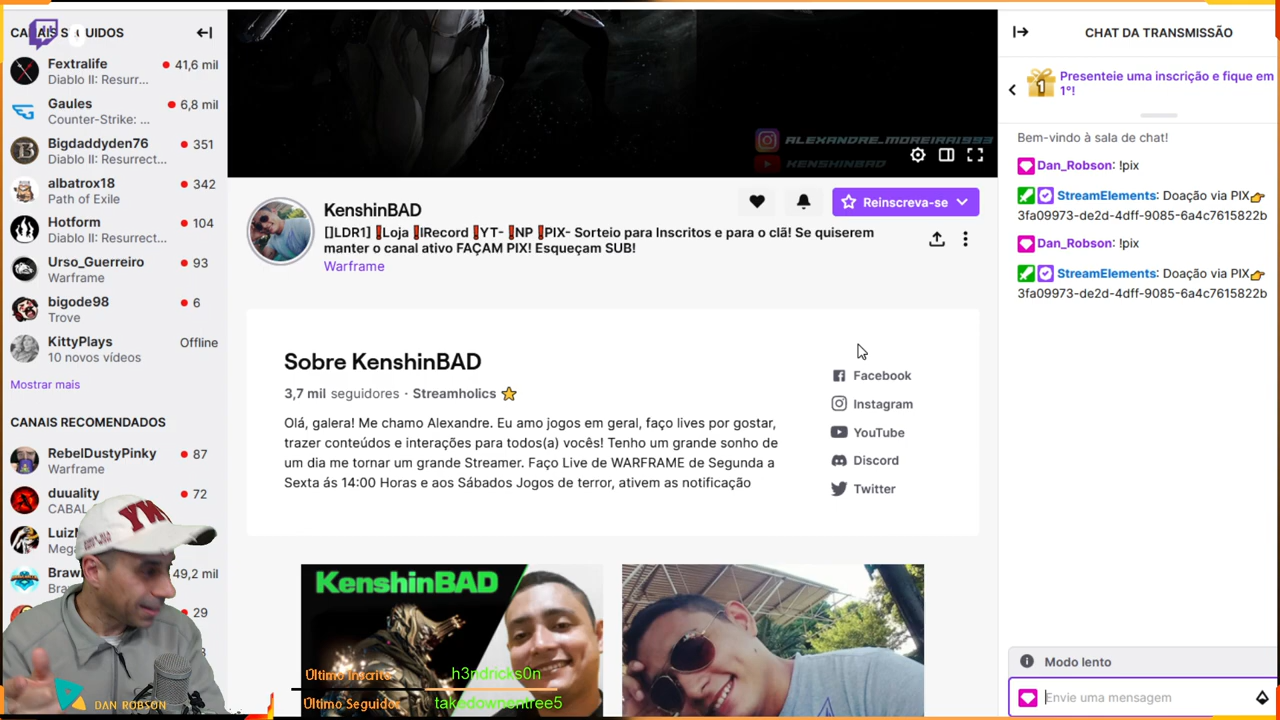 CANAIS S UIDOS
Fextralife
41,6 mil
Diablo II: Resurr...
Gaules
6,8 mil
Counter-Strike: ...
Bigdaddyden76
351
Diablo II: Resurrect...
albatrox18
342
Path of Exile
Hotform
104
Diablo II: Resurrect...
Urso_Guerreiro
93
Warframe
bigode98
6
Trove
KittyPlays
Offline
10 novos vídeos
Mostrar mais
CANAIS RECOMENDADOS
RebelDustyPinky
87
Warframe
duuality
72
CABAL
Luiz
Mega
Brawl
49,2 mil
Bra
29
DAN ROBSON
ALEXANDRE_MOREIRA1993
KENSHINBAD
KenshinBAD
[]LDR1] ❗Loja ❗lRecord ❗YT- ❗NP ❗PIX- Sorteio para Inscritos e para o clã! Se quiserem
manter o canal ativo FAÇAM PIX! Esqueçam SUB!
Warframe
Reinscreva-se
Sobre KenshinBAD
3,7 mil seguidores · Streamholics
Olá, galera! Me chamo Alexandre. Eu amo jogos em geral, faço lives por gostar,
trazer conteúdos e interações para todos(a) vocês! Tenho um grande sonho de
um dia me tornar um grande Streamer. Faço Live de WARFRAME de Segunda a
Sexta ás 14:00 Horas e aos Sábados Jogos de terror, ativem as notificação
Facebook
Instagram
YouTube
Discord
Twitter
KenshinBAD
Último Inscrito
h3ndricks0n
Último Seguidos
takedownontree5
CHAT DA TRANSMISSÃO
1
Presenteie uma inscrição e fique em
1º!
Bem-vindo à sala de chat!
Dan_Robson: !pix
StreamElements: Doação via PIX👉
3fa09973-de2d-4dff-9085-6a4c7615822b
Dan_Robson: !pix
StreamElements: Doação via PIX👉
3fa09973-de2d-4dff-9085-6a4c7615822b
Modo lento
Envie uma mensagem